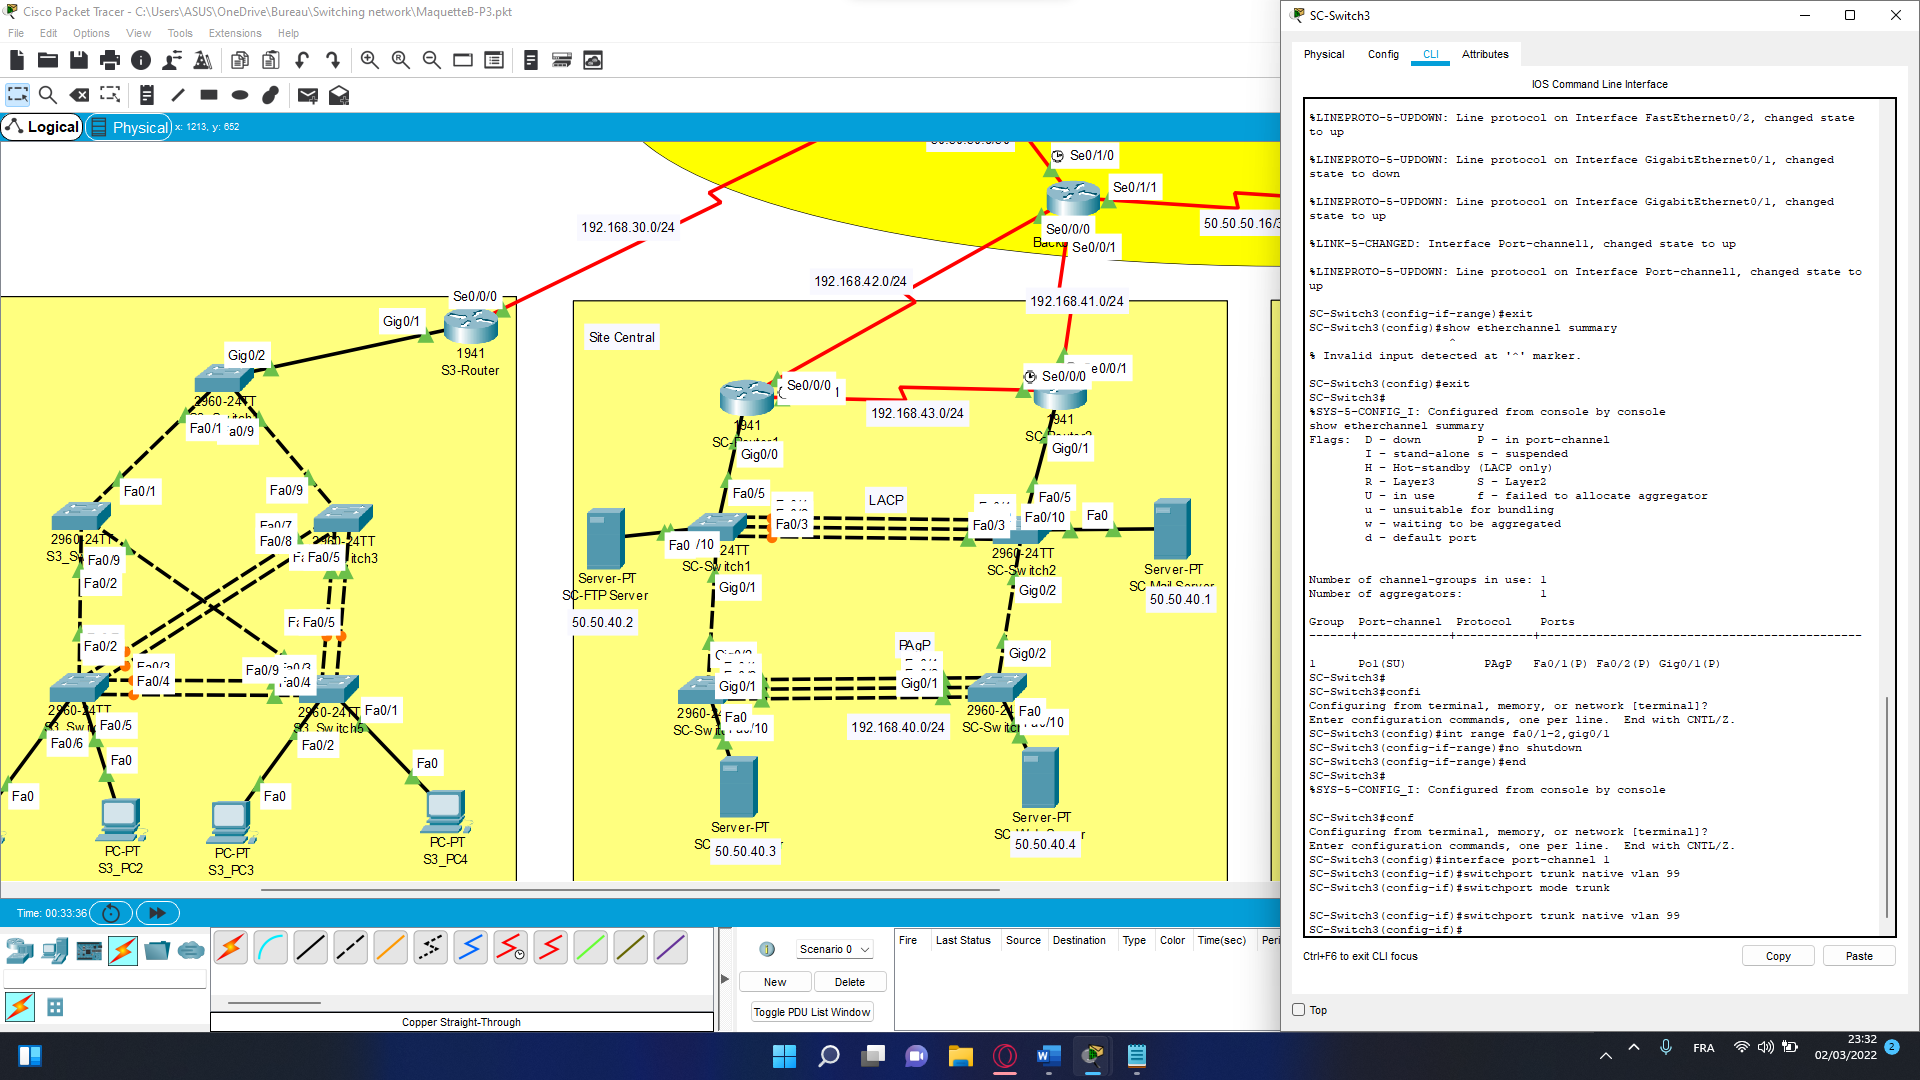 Cisco Packet Tracer - C:\Users\ASUS\OneDrive\Bureau\Switching network\MaquetteB-P3.pkt
File Edit Options View Tools Extensions Help
Logical
Physical
x: 1213, y: 652
Se0/1/0
Se0/1/1
50.50.50.16/3
192.168.30.0/24
Se0/0/0
Se0/0/1
192.168.42.0/24
192.168.41.0/24
Se0/0/0
Gig0/1
1941
S3-Router
Gig0/2
2960-24TT
Fa0/1
Fa0/9
Site Central
Se0/0/0
Se0/0/0
192.168.43.0/24
1941
1941
Gig0/0
Gig0/1
Fa0/1
Fa0/9
Fa0/5
LACP
Fa0/5
Fa0/3
Fa0/3
Fa0/10
Fa0
Fa0/7
Fa0/8
Fa0/5
2960-24TT
Fa0/9
Fa0/2
Fa0
/10
24TT
SC-Switch1
2960-24TT
SC-Switch2
Server-PT
SC-FTP Server
50.50.40.2
Server-PT
SC-Mail Server
50.50.40.1
Gig0/1
Gig0/2
Fa0/5
Fa0/2
Fa0/4
Fa0/9
PAgP
Gig0/2
Gig0/1
Gig0/1
Fa0/1
Fa0/5
Fa0/6
Fa0/2
Fa0
Fa0
192.168.40.0/24
Fa0
Fa0
Fa0
Fa0
Fa0
PC-PT
S3_PC2
PC-PT
S3_PC3
PC-PT
S3_PC4
Server-PT
50.50.40.3
Server-PT
50.50.40.4
Time: 00:33:36
Scenario 0
New
Delete
Toggle PDU List Window
Fire Last Status Source Destination Type Color Time(sec) Peri
Copper Straight-Through
SC-Switch3
Physical Config CLI Attributes
IOS Command Line Interface
%LINEPROTO-5-UPDOWN: Line protocol on Interface FastEthernet0/2, changed state
to up
%LINEPROTO-5-UPDOWN: Line protocol on Interface GigabitEthernet0/1, changed
state to down
%LINEPROTO-5-UPDOWN: Line protocol on Interface GigabitEthernet0/1, changed
state to up
%LINK-5-CHANGED: Interface Port-channel1, changed state to up
%LINEPROTO-5-UPDOWN: Line protocol on Interface Port-channel1, changed state to
up
SC-Switch3(config-if-range)#exit
SC-Switch3(config)#show etherchannel summary
^
% Invalid input detected at '^' marker.
SC-Switch3(config)#exit
SC-Switch3#
%SYS-5-CONFIG_I: Configured from console by console
show etherchannel summary
Flags: D - down P - in port-channel
I - stand-alone s - suspended
H - Hot-standby (LACP only)
R - Layer3 S - Layer2
U - in use f - failed to allocate aggregator
u - unsuitable for bundling
w - waiting to be aggregated
d - default port
Number of channel-groups in use: 1
Number of aggregators: 1
Group Port-channel Protocol Ports
------+-------------+-----------+----------------------------------------------
1 Po1(SU) PAgP Fa0/1(P) Fa0/2(P) Gig0/1(P)
SC-Switch3#
SC-Switch3#confi
Configuring from terminal, memory, or network [terminal]?
Enter configuration commands, one per line. End with CNTL/Z.
SC-Switch3(config)#int range fa0/1-2,gig0/1
SC-Switch3(config-if-range)#no shutdown
SC-Switch3(config-if-range)#end
SC-Switch3#
%SYS-5-CONFIG_I: Configured from console by console
SC-Switch3#conf
Configuring from terminal, memory, or network [terminal]?
Enter configuration commands, one per line. End with CNTL/Z.
SC-Switch3(config)#interface port-channel 1
SC-Switch3(config-if)#switchport trunk native vlan 99
SC-Switch3(config-if)#switchport mode trunk
SC-Switch3(config-if)#switchport trunk native vlan 99
SC-Switch3(config-if)#
Ctrl+F6 to exit CLI focus
Copy
Paste
Top
FRA
23:32
02/03/2022
2